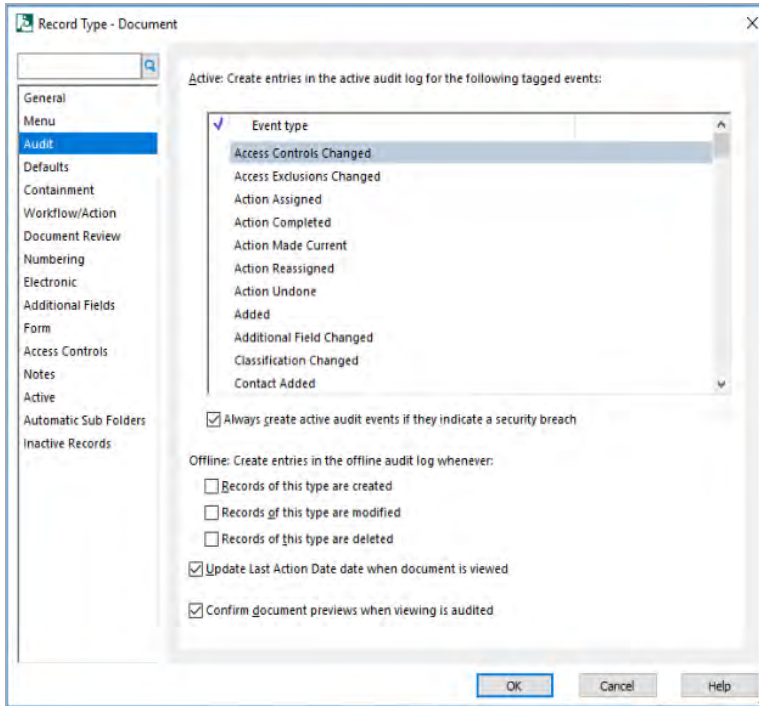 Record Type - Document
General
Menu
Audit
Defaults
Containment
Workflow/Action
Document Review
Numbering
Electronic
Additional Fields
Form
Access Controls
Notes
Active
Automatic Sub Folders
Inactive Records
Active: Create entries in the active audit log for the following tagged events:
Event type
Access Controls Changed
Access Exclusions Changed
Action Assigned
Action Completed
Action Made Current
Action Reassigned
Action Undone
Added
Additional Field Changed
Classification Changed
Contact Added
Always create active audit events if they indicate a security breach
Offline: Create entries in the offline audit log whenever:
Records of this type are created
Records of this type are modified
Records of this type are deleted
Update Last Action Date date when document is viewed
Confirm document previews when viewing is audited
OK Cancel Help